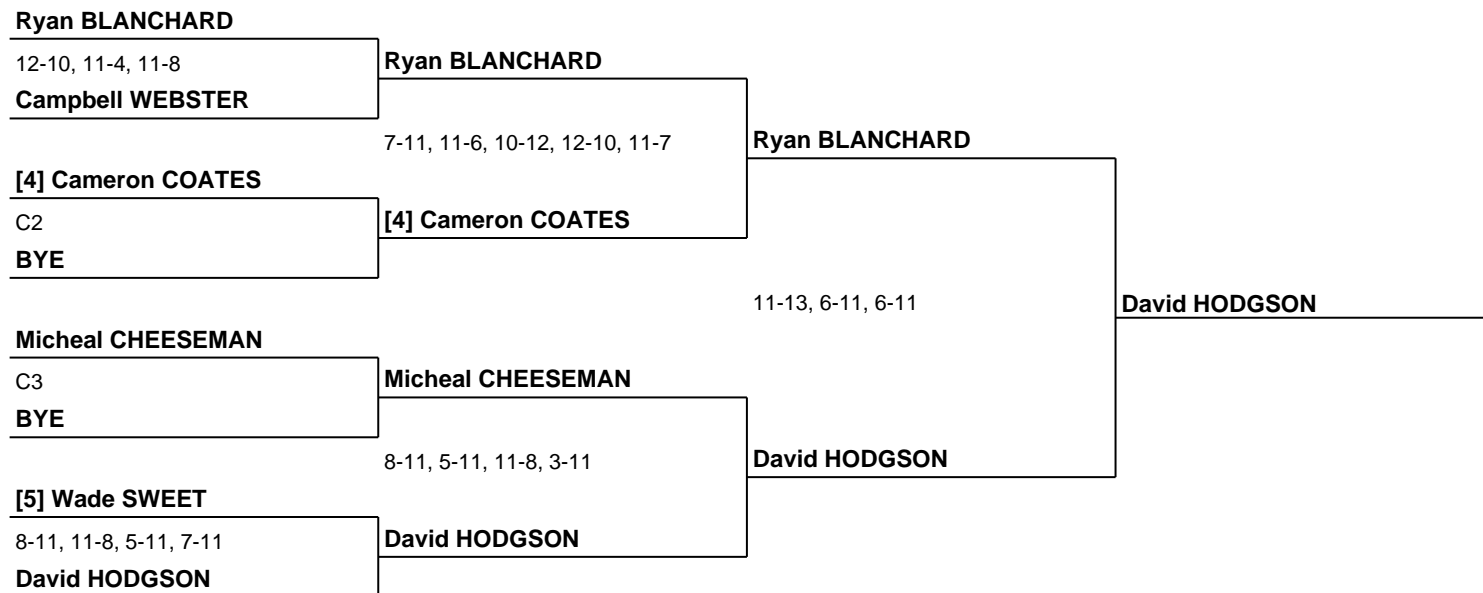 Ryan BLANCHARD
12-10, 11-4, 11-8
Ryan BLANCHARD
Campbell WEBSTER
7-11, 11-6, 10-12, 12-10, 11-7
Ryan BLANCHARD
[4] Cameron COATES
C2
[4] Cameron COATES
BYE
11-13, 6-11, 6-11
David HODGSON
Micheal CHEESEMAN
C3
Micheal CHEESEMAN
BYE
8-11, 5-11, 11-8, 3-11
David HODGSON
[5] Wade SWEET
8-11, 11-8, 5-11, 7-11
David HODGSON
David HODGSON